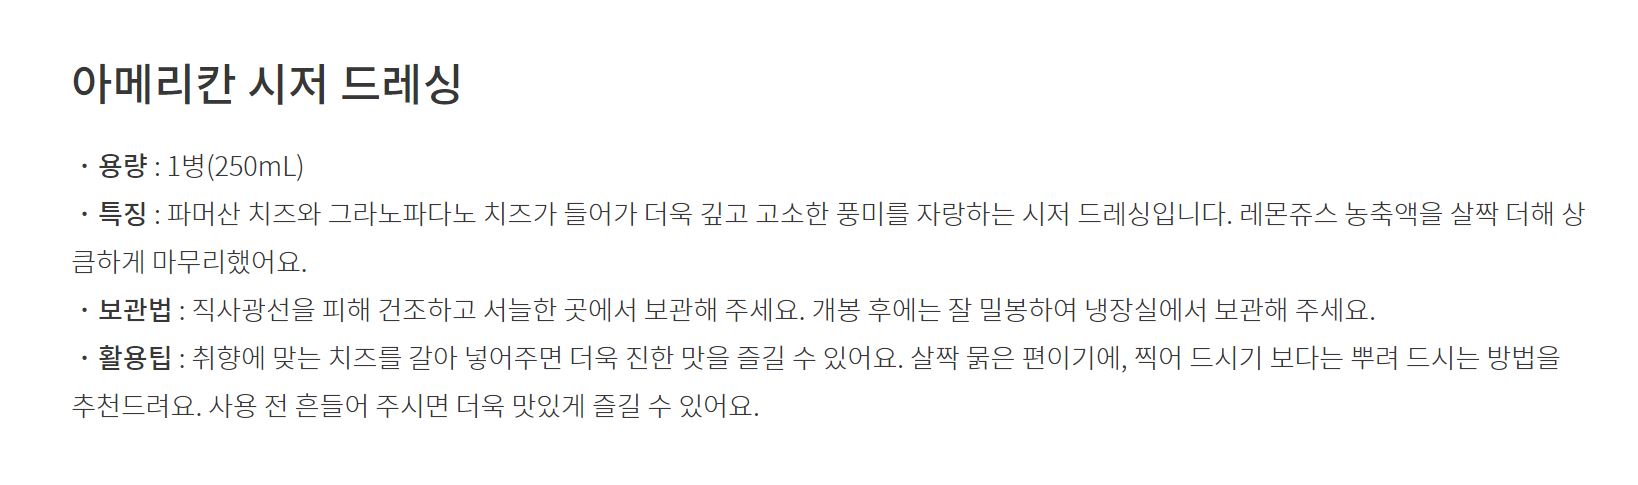 아메리칸 시저 드레싱
· 용량 : 1병(250mL)
· 특징 : 파머산 치즈와 그라노파다노 치즈가 들어가 더욱 깊고 고소한 풍미를 자랑하는 시저 드레싱입니다. 레몬쥬스 농축액을 살짝 더해 상
큼하게 마무리했어요.
· 보관법 : 직사광선을 피해 건조하고 서늘한 곳에서 보관해 주세요. 개봉 후에는 잘 밀봉하여 냉장실에서 보관해 주세요.
· 활용팁 : 취향에 맞는 치즈를 갈아 넣어주면 더욱 진한 맛을 즐길 수 있어요. 살짝 묽은 편이기에, 찍어 드시기 보다는 뿌려 드시는 방법을
추천드려요. 사용 전 흔들어 주시면 더욱 맛있게 즐길 수 있어요.